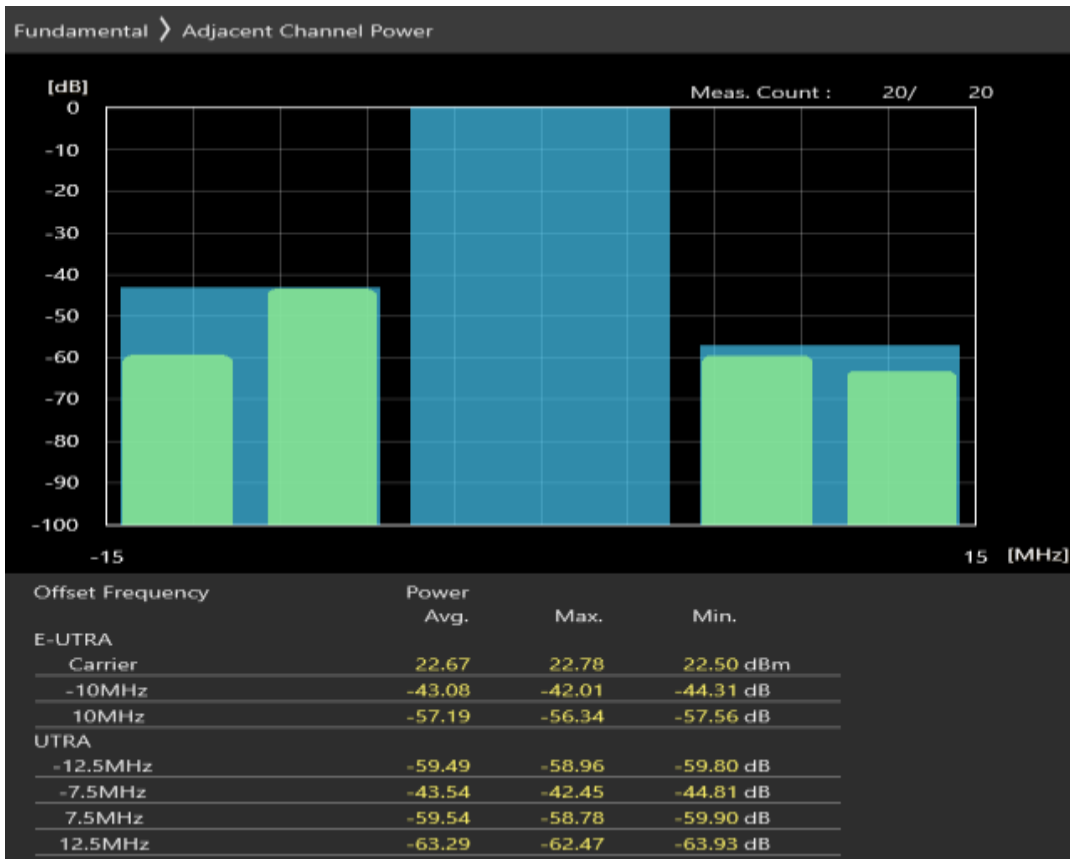 Fundamental 〉 Adjacent Channel Power
[dB]
Meas. Count : 20/ 20
0
-10
-20
-30
-40
-50
-60
-70
-80
-90
-100
-15 15 [MHz]
Offset Frequency Power
Avg. Max. Min.
E-UTRA
Carrier 22.67 22.78 22.50 dBm
-10MHz -43.08 -42.01 -44.31 dB
10MHz -57.19 -56.34 -57.56 dB
UTRA
-12.5MHz -59.49 -58.96 -59.80 dB
-7.5MHz -43.54 -42.45 -44.81 dB
7.5MHz -59.54 -58.78 -59.90 dB
12.5MHz -63.29 -62.47 -63.93 dB